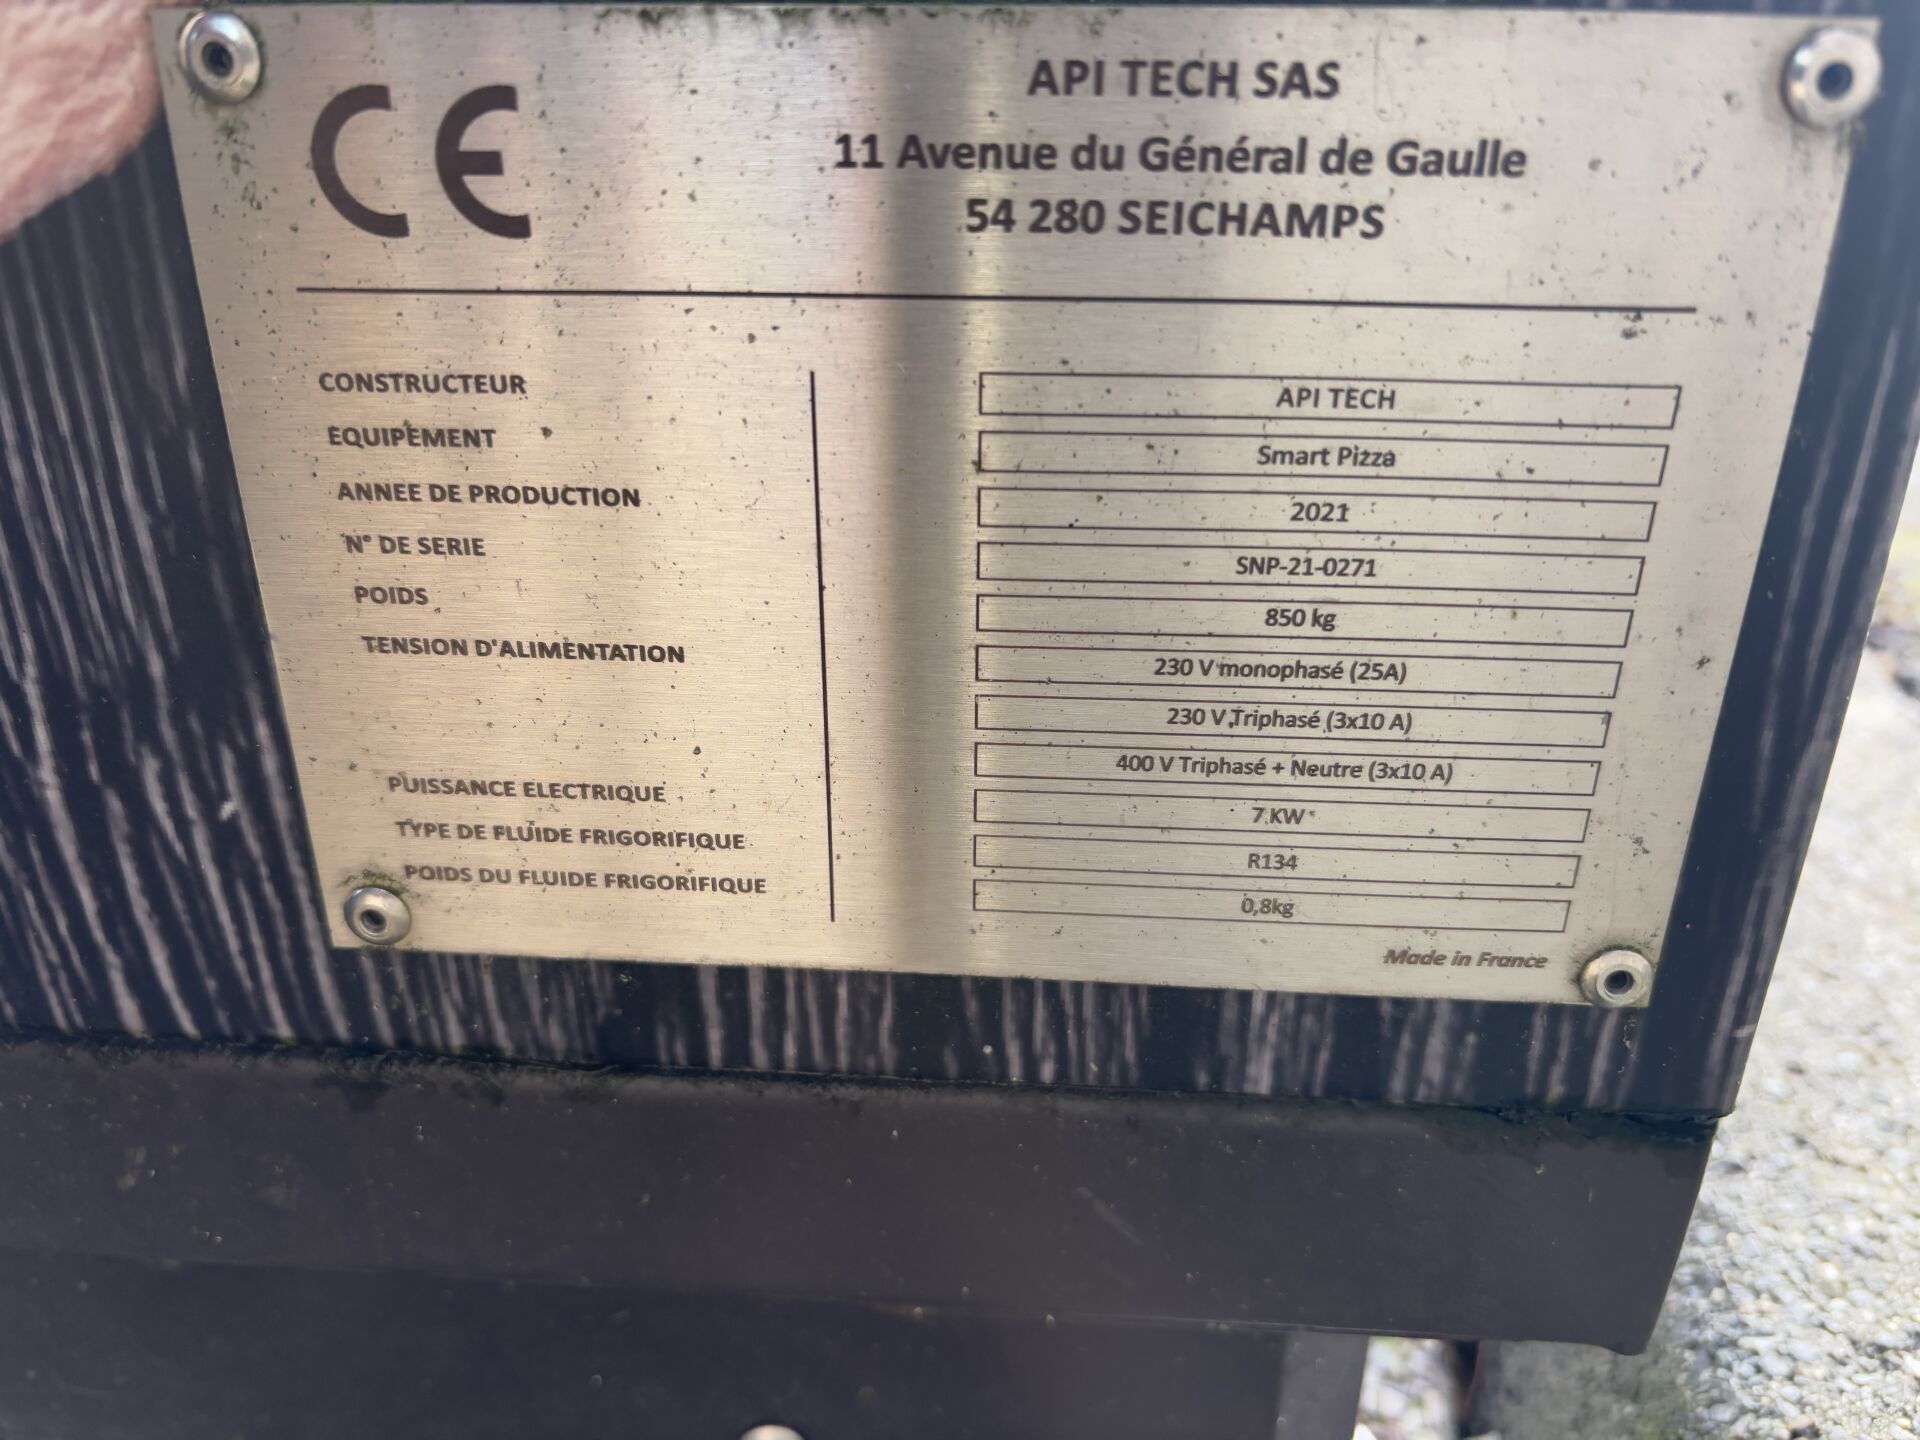 CE
API TECH SAS
11 Avenue du Général de Gaulle
54 280 SEICHAMPS
CONSTRUCTEUR API TECH
EQUIPEMENT Smart Pizza
ANNEE DE PRODUCTION 2021
N° DE SERIE SNP-21-0271
POIDS 850 kg
TENSION D'ALIMENTATION 230 V monophasé (25A)
230 V Triphasé (3x10 A)
400 V Triphasé + Neutre (3x10 A)
PUISSANCE ELECTRIQUE 7 KW
TYPE DE FLUIDE FRIGORIFIQUE R134
POIDS DU FLUIDE FRIGORIFIQUE 0,8kg
Made in France